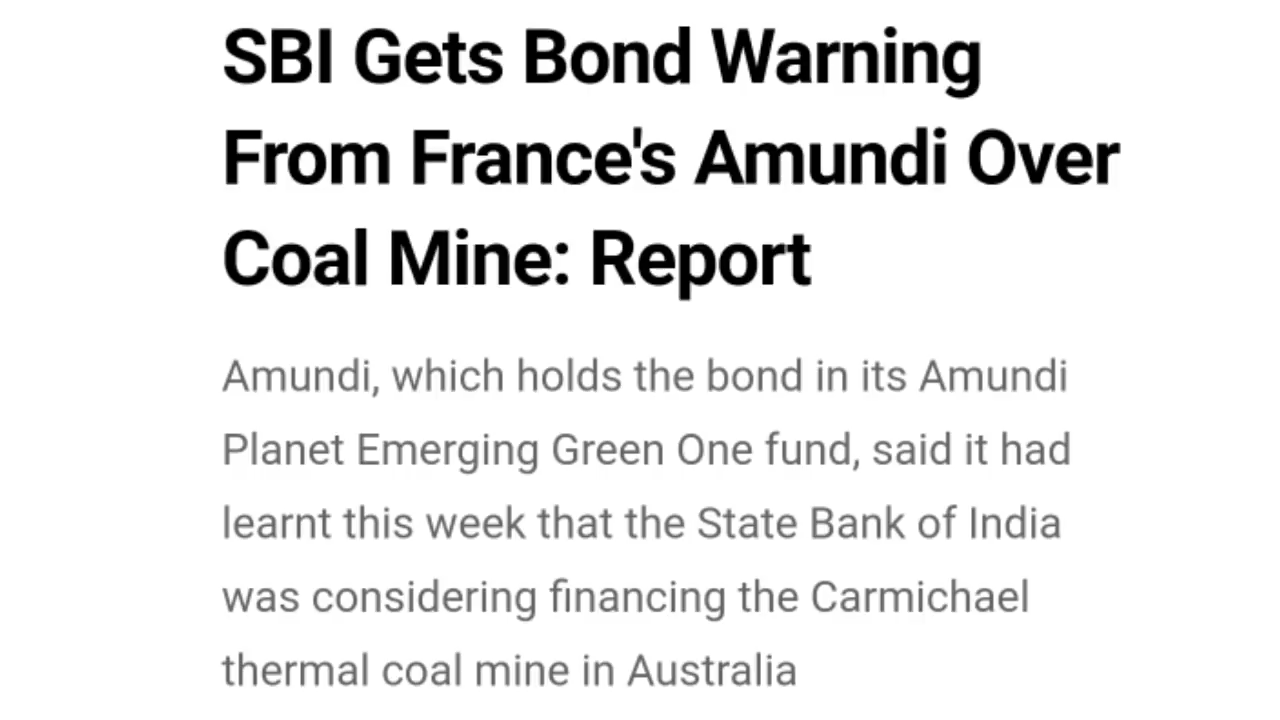 SBI Gets Bond Warning
From France's Amundi Over
Coal Mine: Report
Amundi, which holds the bond in its Amundi
Planet Emerging Green One fund, said it had
learnt this week that the State Bank of India
was considering financing the Carmichael
thermal coal mine in Australia